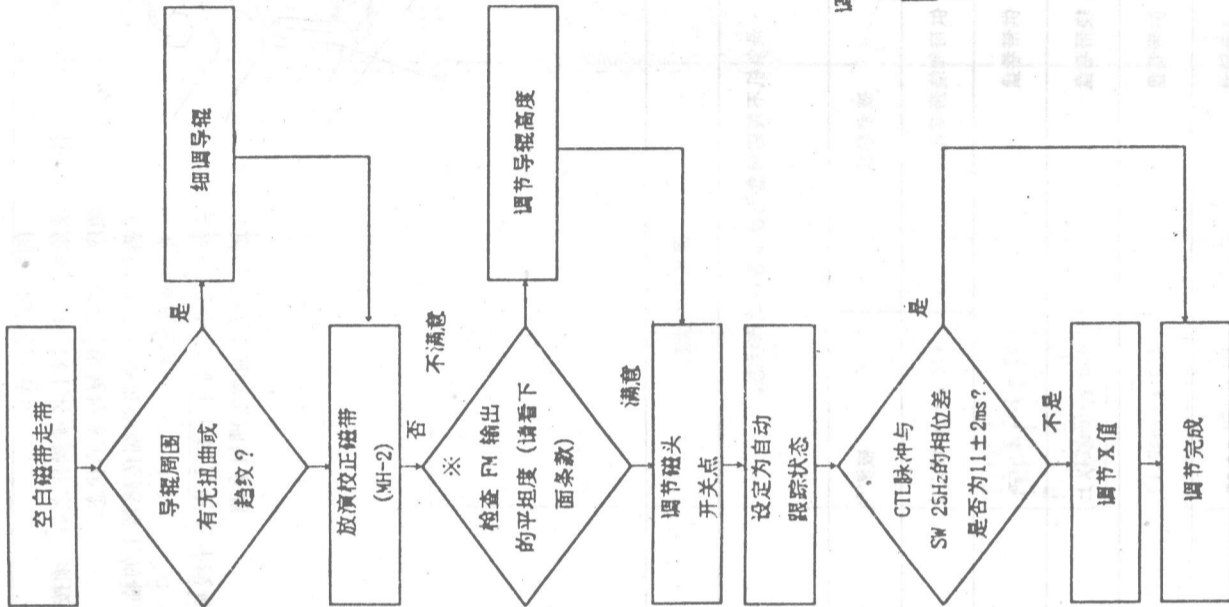 空白磁带走带
导辊周围
有无扭曲或
趋纹?
是
细调导辊
放演校正磁带
(MH-2)
否
※
检查 FM 输出
的平坦度 (请看下
面条款)
不满意
调节导辊高度
满意
调节磁头
开关点
设定为自动
跟踪状态
CTL脉冲与
SW 25Hz的相位差
是否为11±2ms?
是
不是
调节X值
调节完成